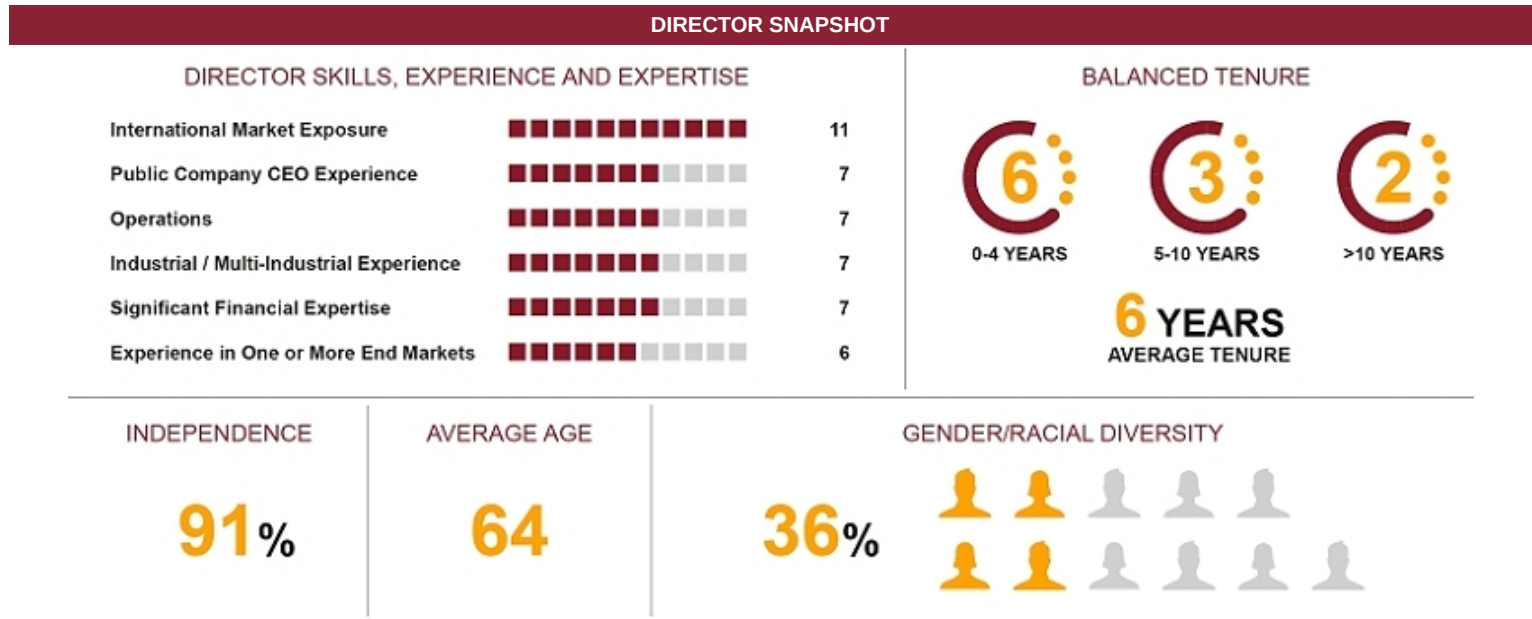 DIRECTOR SNAPSHOT
DIRECTOR SKILLS, EXPERIENCE AND EXPERTISE
International Market Exposure 11
Public Company CEO Experience 7
Operations 7
Industrial / Multi-Industrial Experience 7
Significant Financial Expertise 7
Experience in One or More End Markets 6
BALANCED TENURE
6 3 2
0-4 YEARS 5-10 YEARS >10 YEARS
6 YEARS
AVERAGE TENURE
INDEPENDENCE
91%
AVERAGE AGE
64
GENDER/RACIAL DIVERSITY
36%